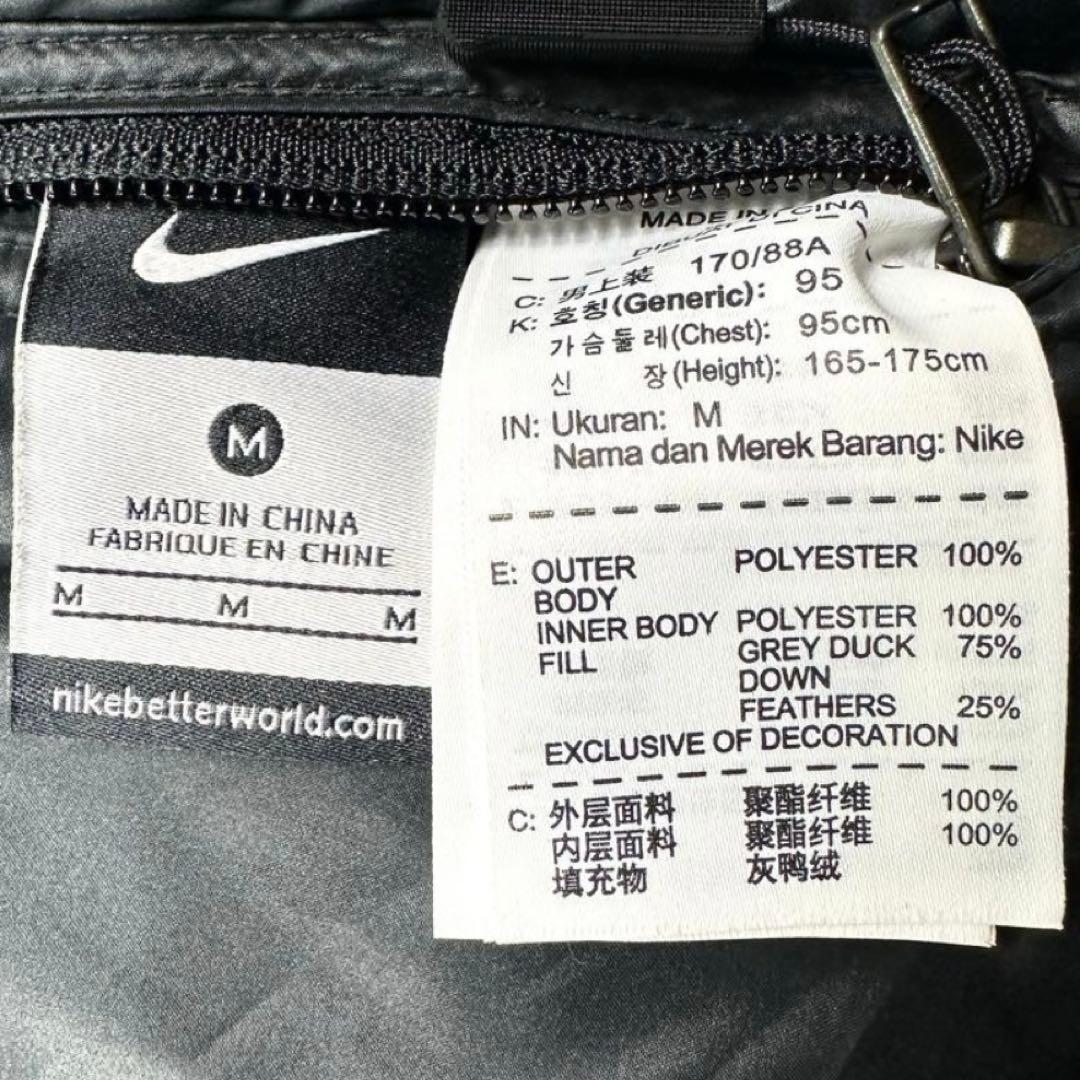 M
MADE IN CHINA
FABRIQUE EN CHINE
M M M
nikebetterworld.com
MADE IN CINA
C: 男上装 170/88A
K: 호칭(Generic): 95
가슴둘레(Chest): 95cm
신 장(Height): 165-175cm
IN: Ukuran: M
Nama dan Merek Barang: Nike
E: OUTER POLYESTER 100%
BODY
INNER BODY POLYESTER 100%
FILL GREY DUCK 75%
DOWN
FEATHERS 25%
EXCLUSIVE OF DECORATION
C: 外层面料 聚酯纤维 100%
内层面料 聚酯纤维 100%
填充物 灰鸭绒